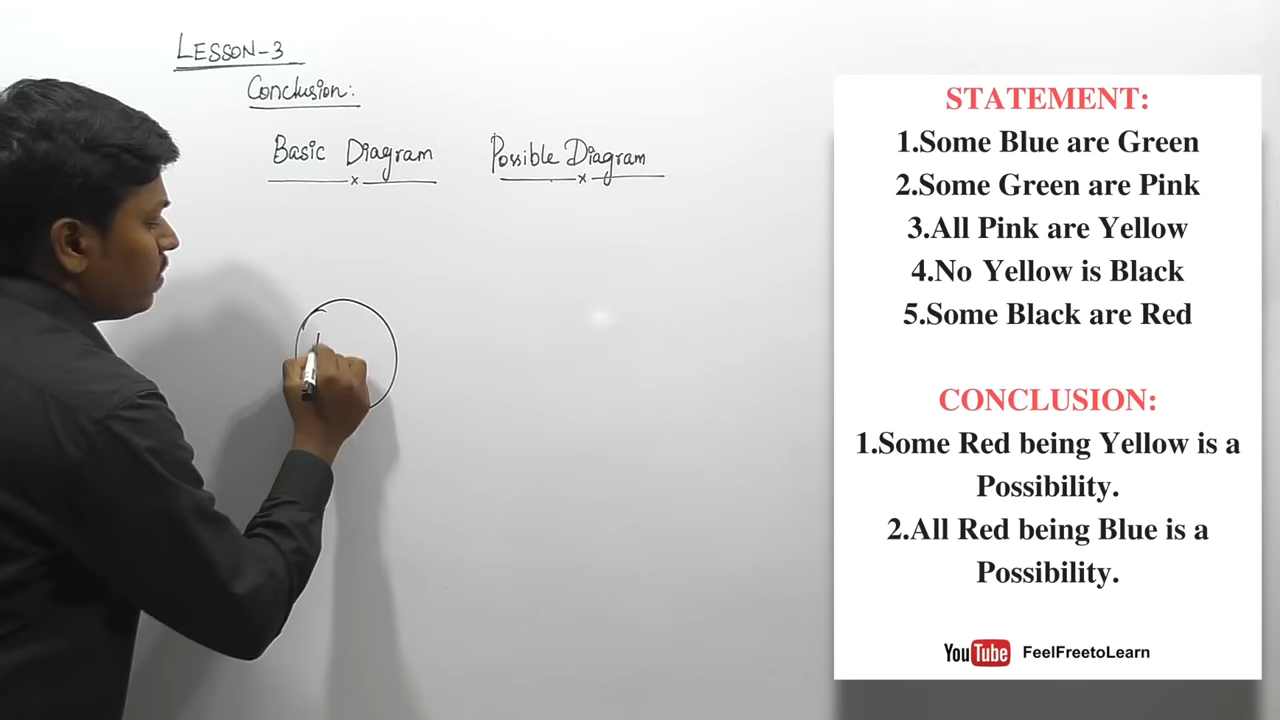 LESSON-3
Conclusion:
Basic Diagram
Possible Diagram
STATEMENT:
1.Some Blue are Green
2.Some Green are Pink
3.All Pink are Yellow
4.No Yellow is Black
5.Some Black are Red
CONCLUSION:
1.Some Red being Yellow is a
Possibility.
2.All Red being Blue is a
Possibility.
YouTube FeelFreetoLearn